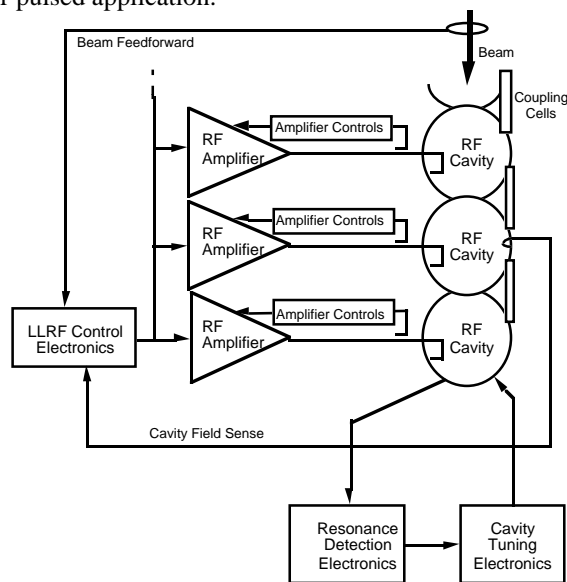 r pulsed application.
Beam Feedforward
Beam
Coupling
Cells
Amplifier Controls
RF
Amplifier
RF
Cavity
Amplifier Controls
RF
Amplifier
RF
Cavity
Amplifier Controls
RF
Amplifier
RF
Cavity
LLRF Control
Electronics
Cavity Field Sense
Resonance
Detection
Electronics
Cavity
Tuning
Electronics